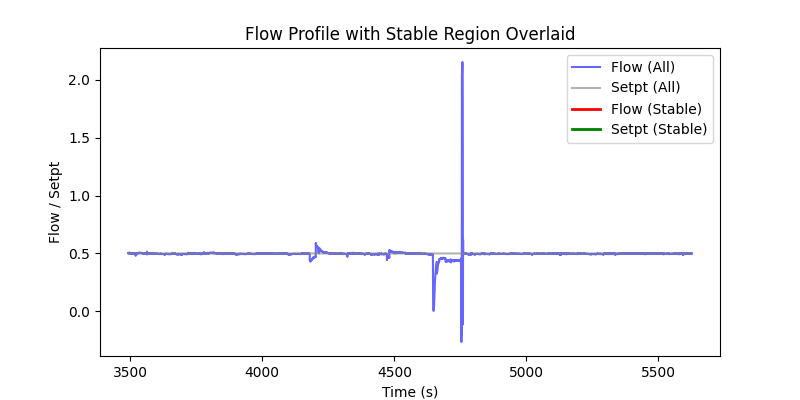 Flow Profile with Stable Region Overlaid
Flow (All)
Setpt (All)
Flow (Stable)
Setpt (Stable)
Flow / Setpt
2.0
1.5
1.0
0.5
0.0
3500 4000 4500 5000 5500
Time (s)